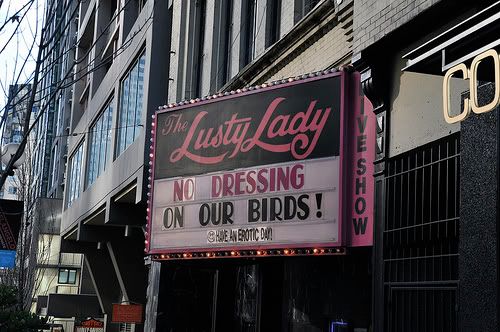 The
Lusty Lady
NO DRESSING
ON OUR BIRDS!
HAVE AN EROTIC DAY!
LIVE SHOW
CO